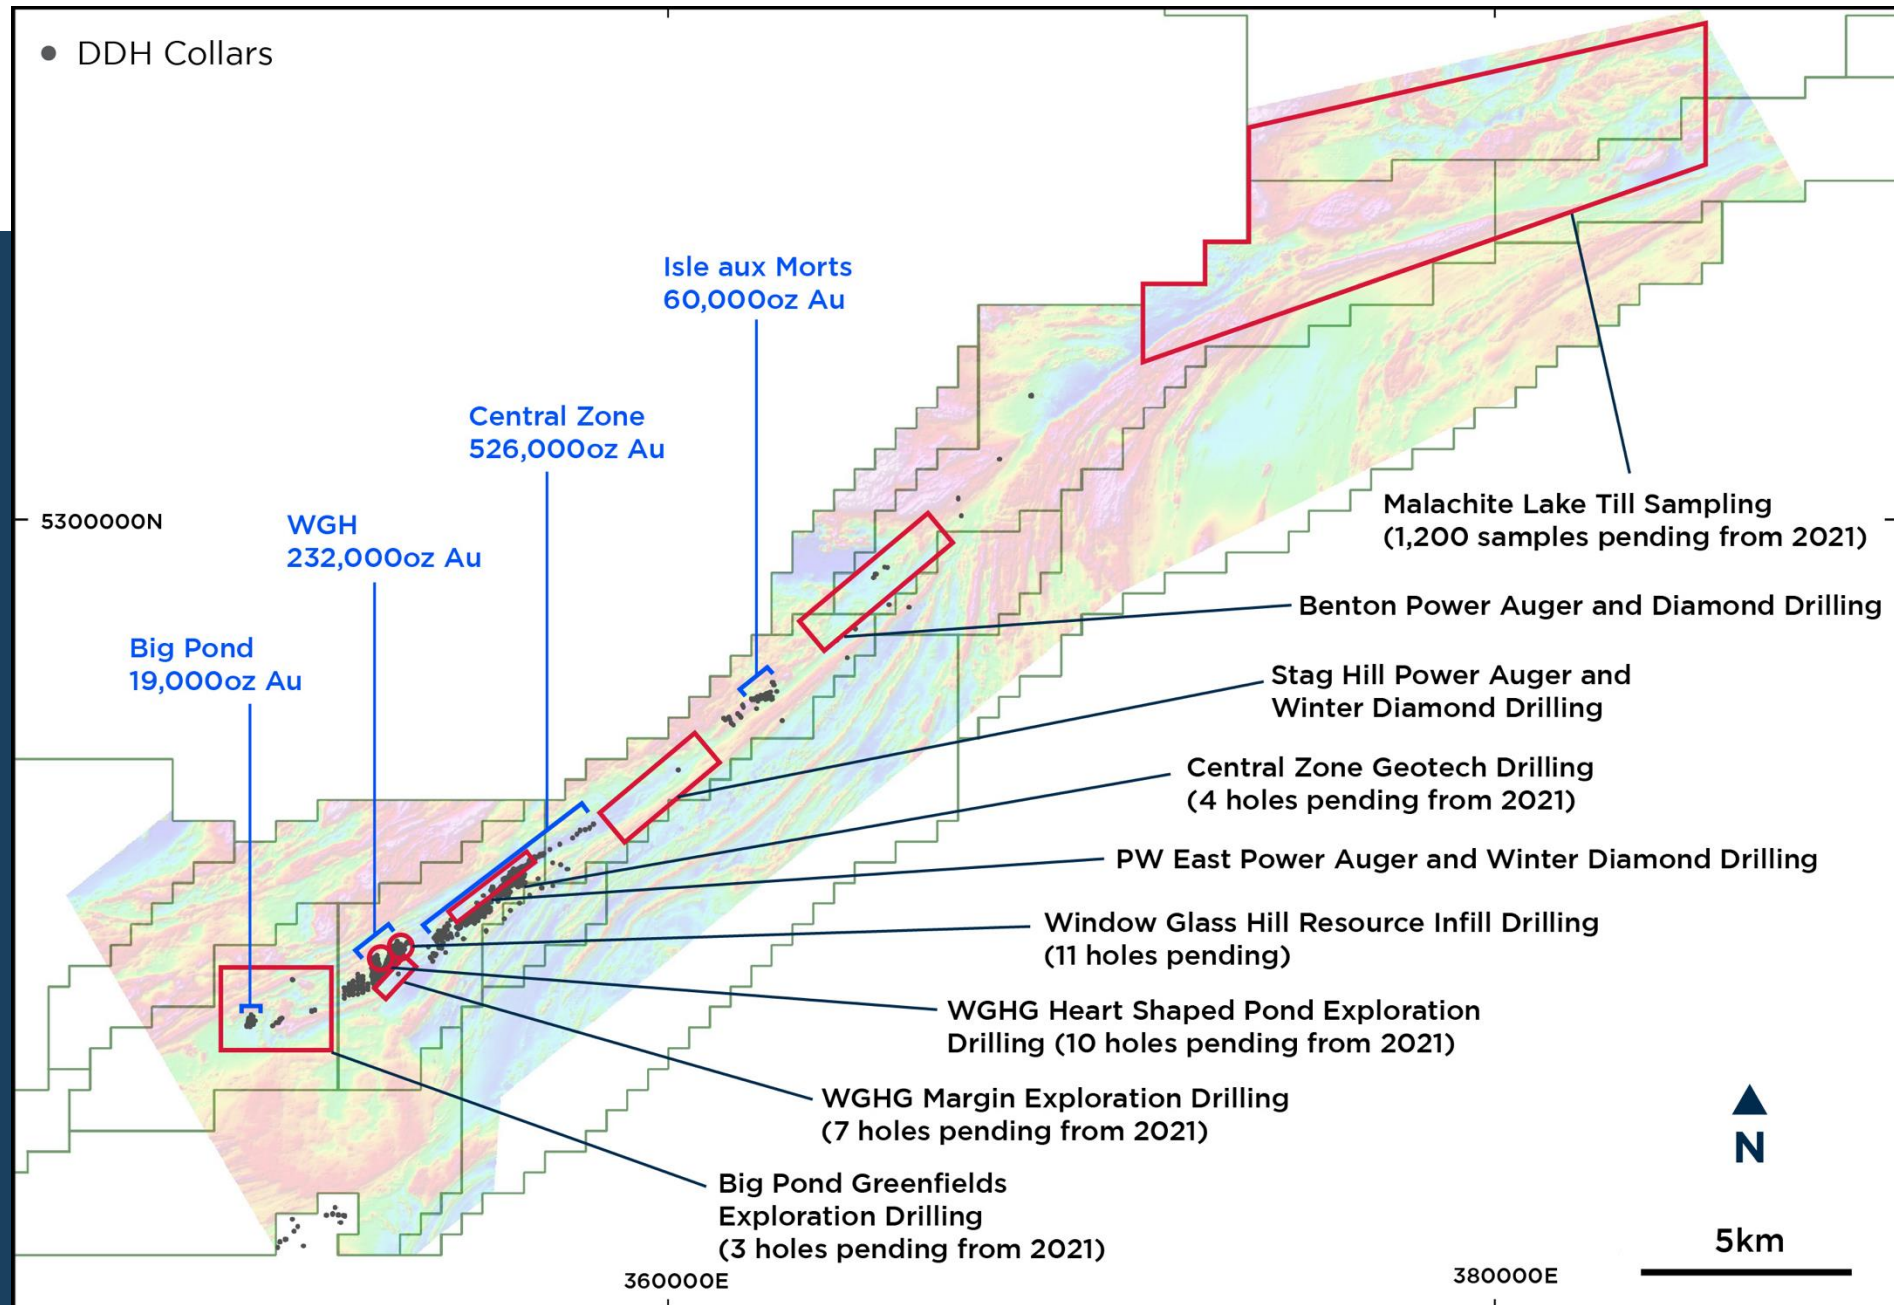 DDH Collars
Isle aux Morts
60,000oz Au
Central Zone
526,000oz Au
WGH
232,000oz Au
Big Pond
19,000oz Au
5300000N
Malachite Lake Till Sampling
(1,200 samples pending from 2021)
Benton Power Auger and Diamond Drilling
Stag Hill Power Auger and
Winter Diamond Drilling
Central Zone Geotech Drilling
(4 holes pending from 2021)
PW East Power Auger and Winter Diamond Drilling
Window Glass Hill Resource Infill Drilling
(11 holes pending)
WGHG Heart Shaped Pond Exploration
Drilling (10 holes pending from 2021)
WGHG Margin Exploration Drilling
(7 holes pending from 2021)
Big Pond Greenfields
Exploration Drilling
(3 holes pending from 2021)
N
5km
360000E
380000E